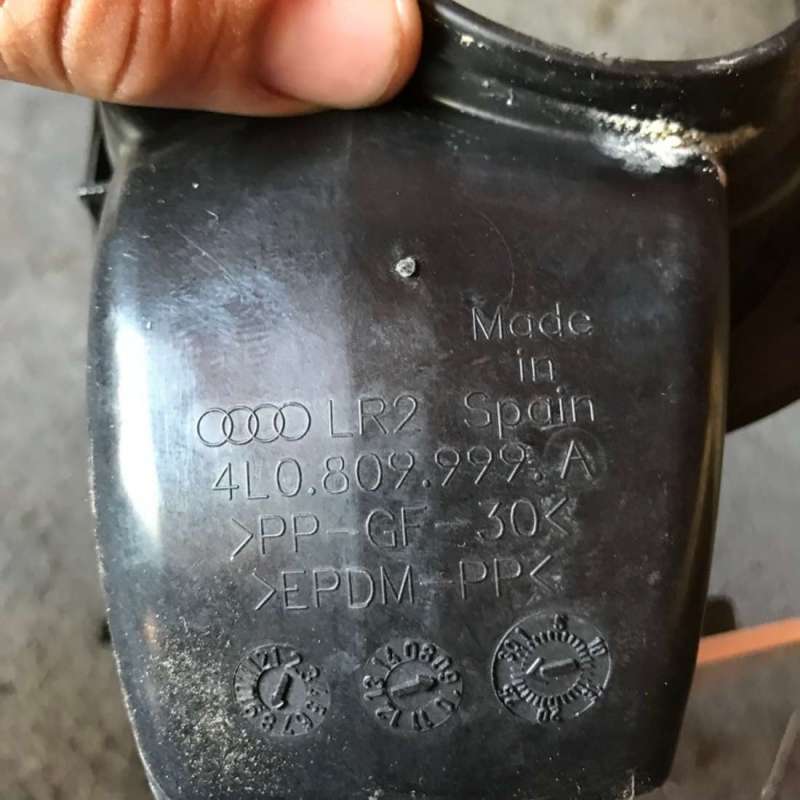 Made
in
LR2 Spain
4L0.809.999.A
>PP-GF-30<
>EPDM-PP<